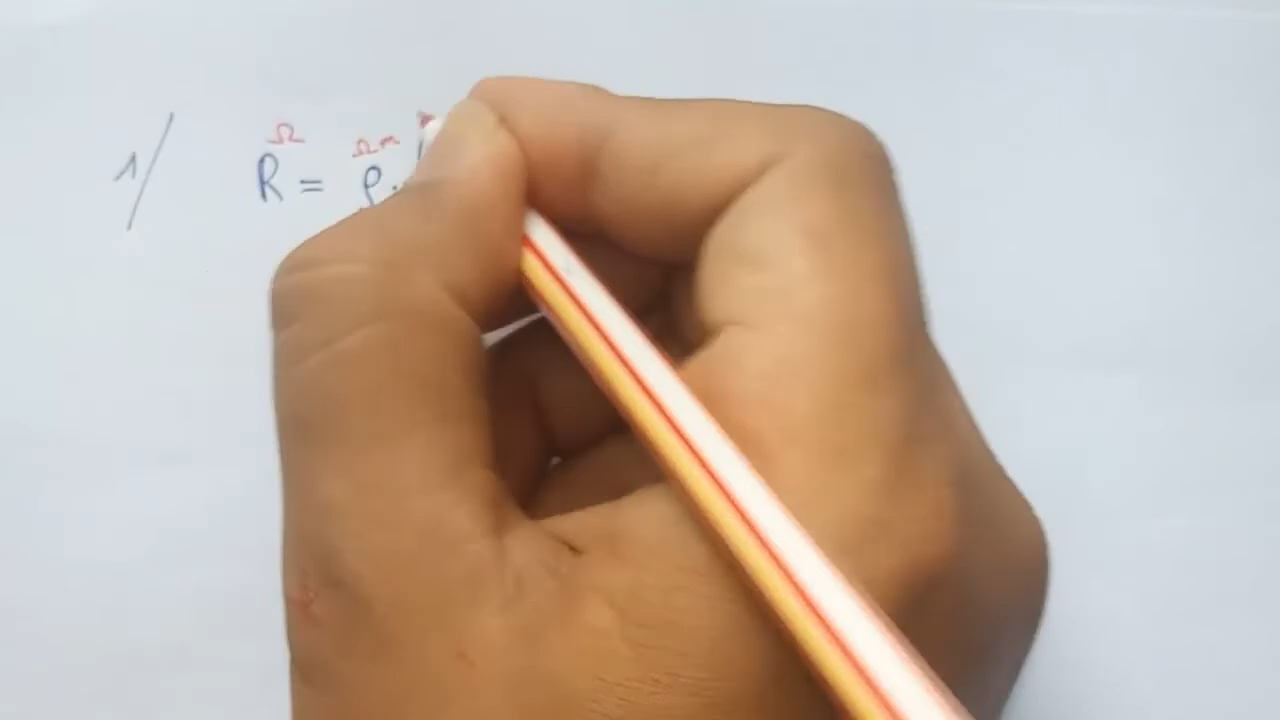 Ω Ωm
1/ R = ρ.